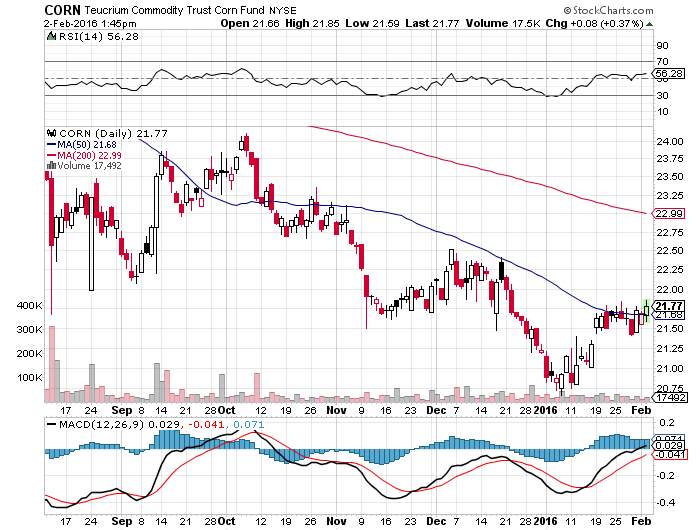 CORN Teucrium Commodity Trust Corn Fund NYSE © StockCharts.com
2-Feb-2016 1:45pm Open 21.66 High 21.85 Low 21.59 Last 21.77 Volume 17.5K Chg +0.08 (+0.37%)
RSI(14) 56.28
90
70
56.28
50
30
10
CORN (Daily) 21.77
MA(50) 21.68
MA(200) 22.99
Volume 17,492
24.00
23.75
23.50
23.25
22.99
22.75
22.50
22.25
22.00
21.77
21.68
21.50
21.25
21.00
20.75
17492
400K
300K
200K
100K
17 24 Sep 8 14 21 28 Oct 12 19 26 Nov 9 16 23 Dec 7 14 21 28 2016 11 19 25 Feb
MACD(12,26,9) 0.029, -0.041, 0.071
0.2
0.029
-0.041
-0.2
-0.4
17 24 Sep 8 14 21 28 Oct 12 19 26 Nov 9 16 23 Dec 7 14 21 28 2016 11 19 25 Feb